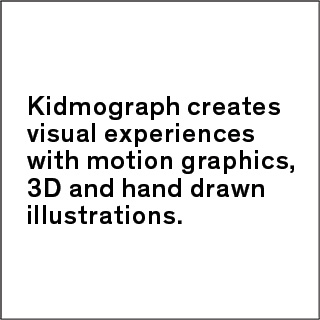 Kidmograph creates
visual experiences
with motion graphics,
3D and hand drawn
illustrations.